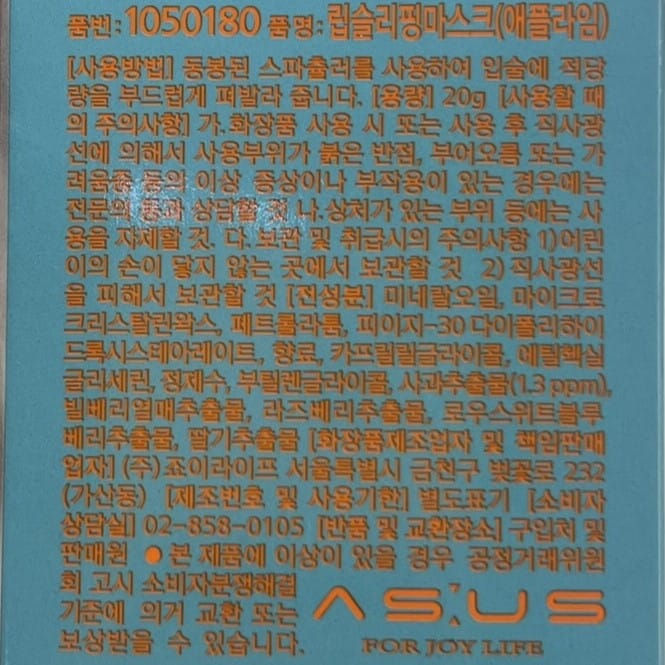 품번 : 1050180 품명 : 립슬리핑마스크(애플라임)
[사용방법] 동봉된 스파출러를 사용하여 입술에 적당
량을 부드럽게 펴발라 줍니다. [용량] 20g [사용할 때
의 주의사항] 가.화장품 사용 시 또는 사용 후 직사광
선에 의해서 사용부위가 붉은 반점, 부어오름 또는 가
려움증 등의 이상 증상이나 부작용이 있는 경우에는
전문의 등과 상담할 것 나.상처가 있는 부위 등에는 사
용을 자제할 것. 다. 보관 및 취급시의 주의사항 1)어린
이의 손이 닿지 않는 곳에서 보관할 것 2) 직사광선
을 피해서 보관할 것 [전성분] 미네랄오일, 마이크로
크리스탈린왁스, 페트롤라툼, 피이지-30 다이폴리하이
드록시스테아레이트, 향료, 카프릴릴글라이콜, 에틸헥실
글리세린, 정제수, 부틸렌글라이콜, 사과추출물(1.3 ppm),
빌베리열매추출물, 라즈베리추출물, 로우스위트블루
베리추출물, 딸기추출물 [화장품제조업자 및 책임판매
업자] (주)죠이라이프 서울특별시 금천구 벚꽃로 232
(가산동) [제조번호 및 사용기한] 별도표기 [소비자
상담실] 02-858-0105 [반품 및 교환장소] 구입처 및
판매원 ● 본 제품에 이상이 있을 경우 공정거래위원
회 고시 소비자분쟁해결
기준에 의거 교환 또는
보상받을 수 있습니다.
AS:US
FOR JOY LIFE